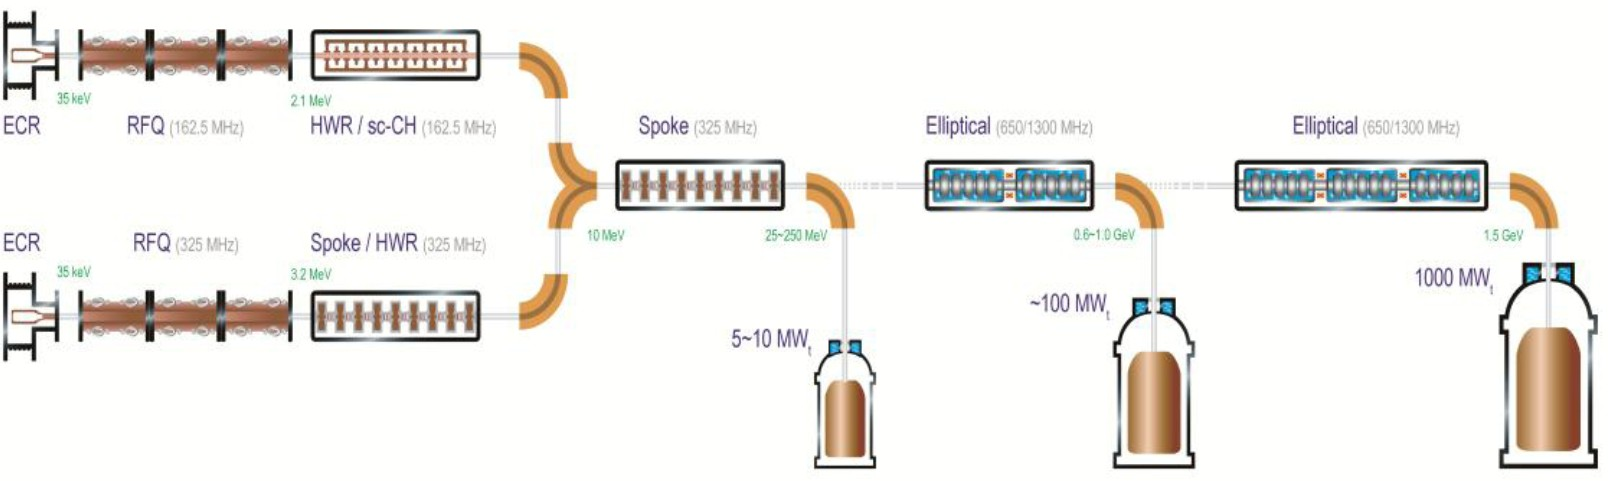 35 keV
2.1 MeV
ECR
RFQ (162.5 MHz)
HWR / sc-CH (162.5 MHz)
Spoke (325 MHz)
Elliptical (650/1300 MHz)
Elliptical (650/1300 MHz)
ECR
RFQ (325 MHz)
Spoke / HWR (325 MHz)
10 MeV
25~250 MeV
0.6~1.0 GeV
1.5 GeV
35 keV
3.2 MeV
5~10 MWt
~100 MWt
1000 MWt